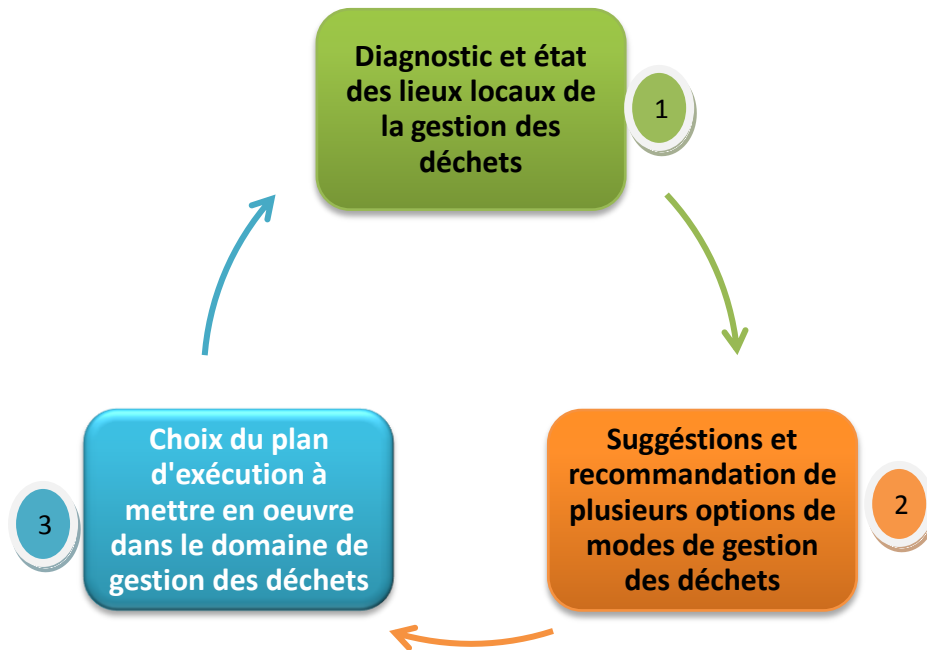 Diagnostic et état
des lieux locaux de
la gestion des
déchets
1
Suggéstions et
recommandation de
plusieurs options de
modes de gestion
des déchets
2
Choix du plan
d'exécution à
mettre en oeuvre
dans le domaine de
gestion des déchets
3